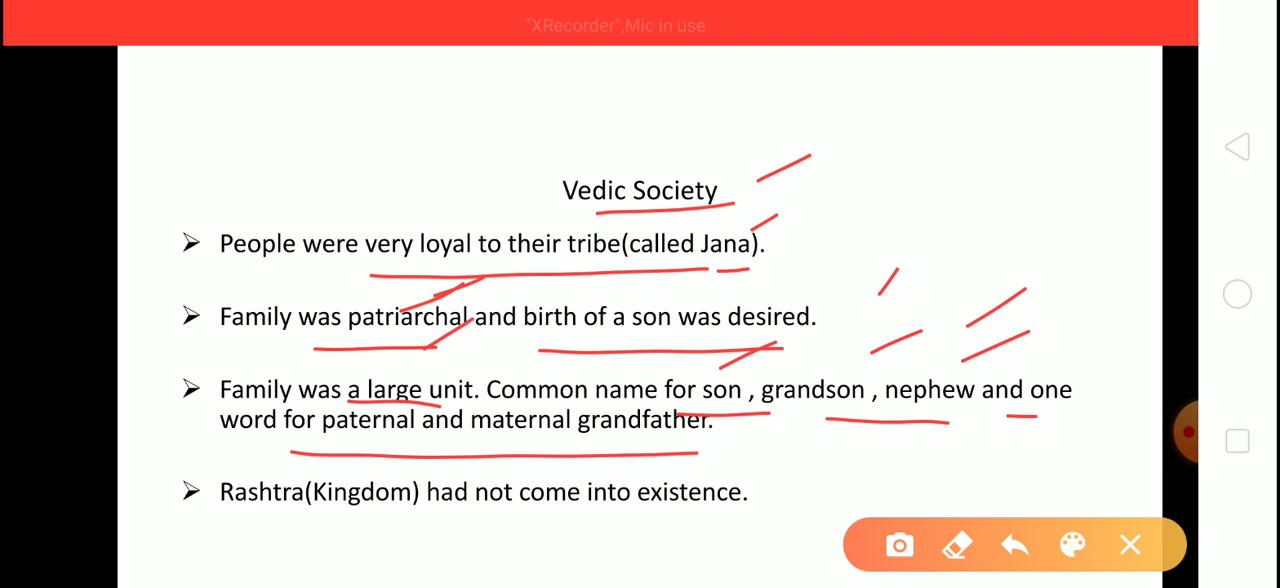 "XRecorder",Mic in use
Vedic Society
➢ People were very loyal to their tribe(called Jana).
➢ Family was patriarchal and birth of a son was desired.
➢ Family was a large unit. Common name for son , grandson , nephew and one
word for paternal and maternal grandfather.
➢ Rashtra(Kingdom) had not come into existence.